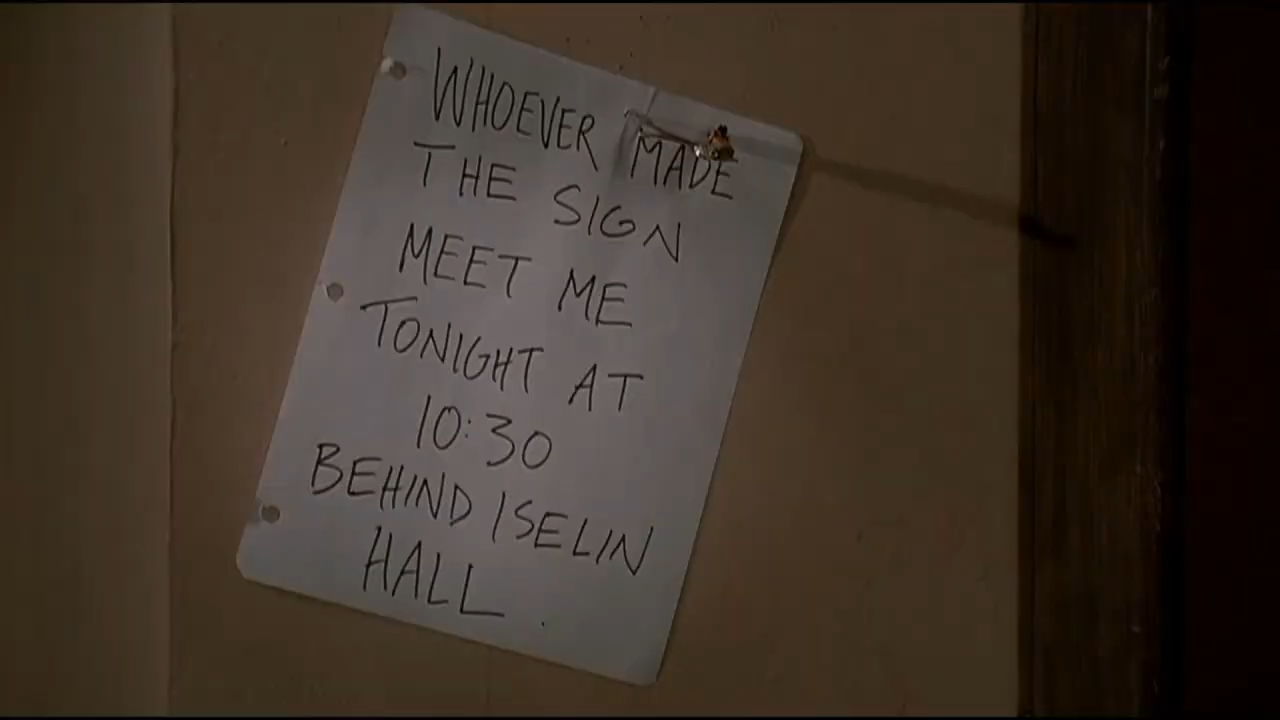 WHOEVER MADE
THE SIGN
MEET ME
TONIGHT AT
10:30
BEHIND ISELIN
HALL.